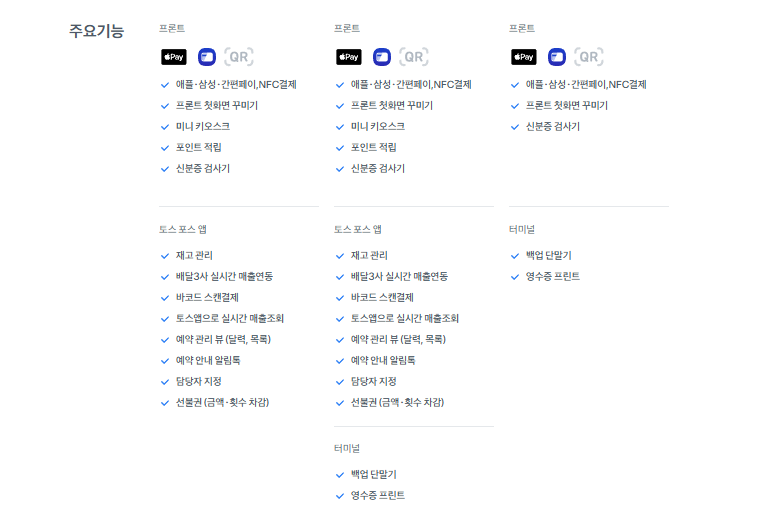 주요기능
프론트
Pay QR
애플·삼성·간편페이,NFC결제
프론트 첫화면 꾸미기
미니 키오스크
포인트 적립
신분증 검사기
토스 포스 앱
재고 관리
배달3사 실시간 매출연동
바코드 스캔결제
토스앱으로 실시간 매출조회
예약 관리 뷰 (달력, 목록)
예약 안내 알림톡
담당자 지정
선불권 (금액·횟수 차감)
프론트
Pay QR
애플·삼성·간편페이,NFC결제
프론트 첫화면 꾸미기
미니 키오스크
포인트 적립
신분증 검사기
토스 포스 앱
재고 관리
배달3사 실시간 매출연동
바코드 스캔결제
토스앱으로 실시간 매출조회
예약 관리 뷰 (달력, 목록)
예약 안내 알림톡
담당자 지정
선불권 (금액·횟수 차감)
터미널
백업 단말기
영수증 프린트
프론트
Pay QR
애플·삼성·간편페이,NFC결제
프론트 첫화면 꾸미기
신분증 검사기
터미널
백업 단말기
영수증 프린트